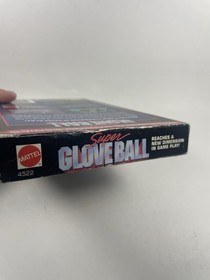 MATTEL
4522
Super
GLOVE BALL
REACHES A
NEW DIMENSION
IN GAME PLAY!